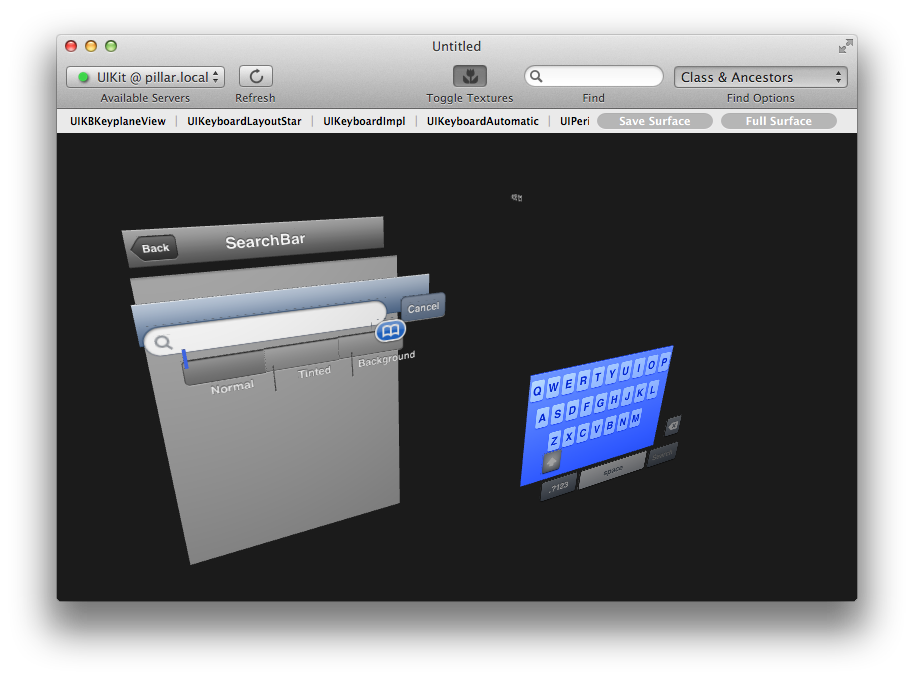 Untitled
UIKit @ pillar.local
Class & Ancestors
Available Servers
Refresh
Toggle Textures
Find
Find Options
UIKBKeyplaneView
UIKeyboardLayoutStar
UIKeyboardImpl
UIKeyboardAutomatic
UIPeri
Save Surface
Full Surface
Back
SearchBar
Cancel
Normal
Tinted
Background
Q W E R T Y U I O P
A S D F G H J K L
Z X C V B N M
.?123
space
Search